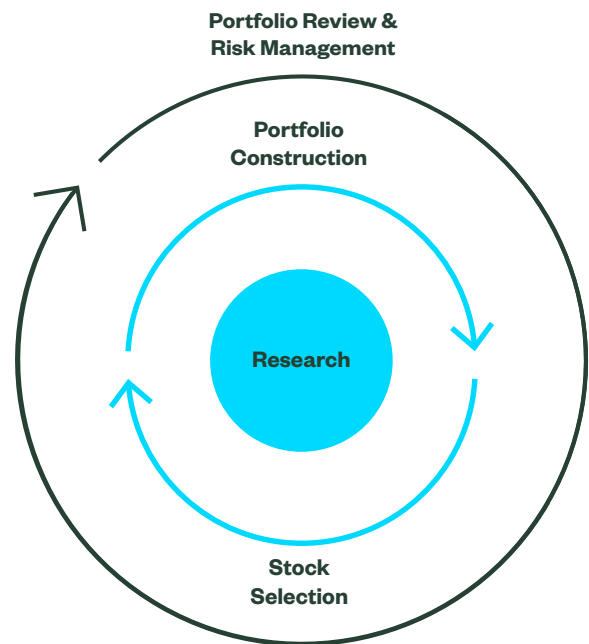 Portfolio Review &
Risk Management
Portfolio
Construction
Research
Stock
Selection